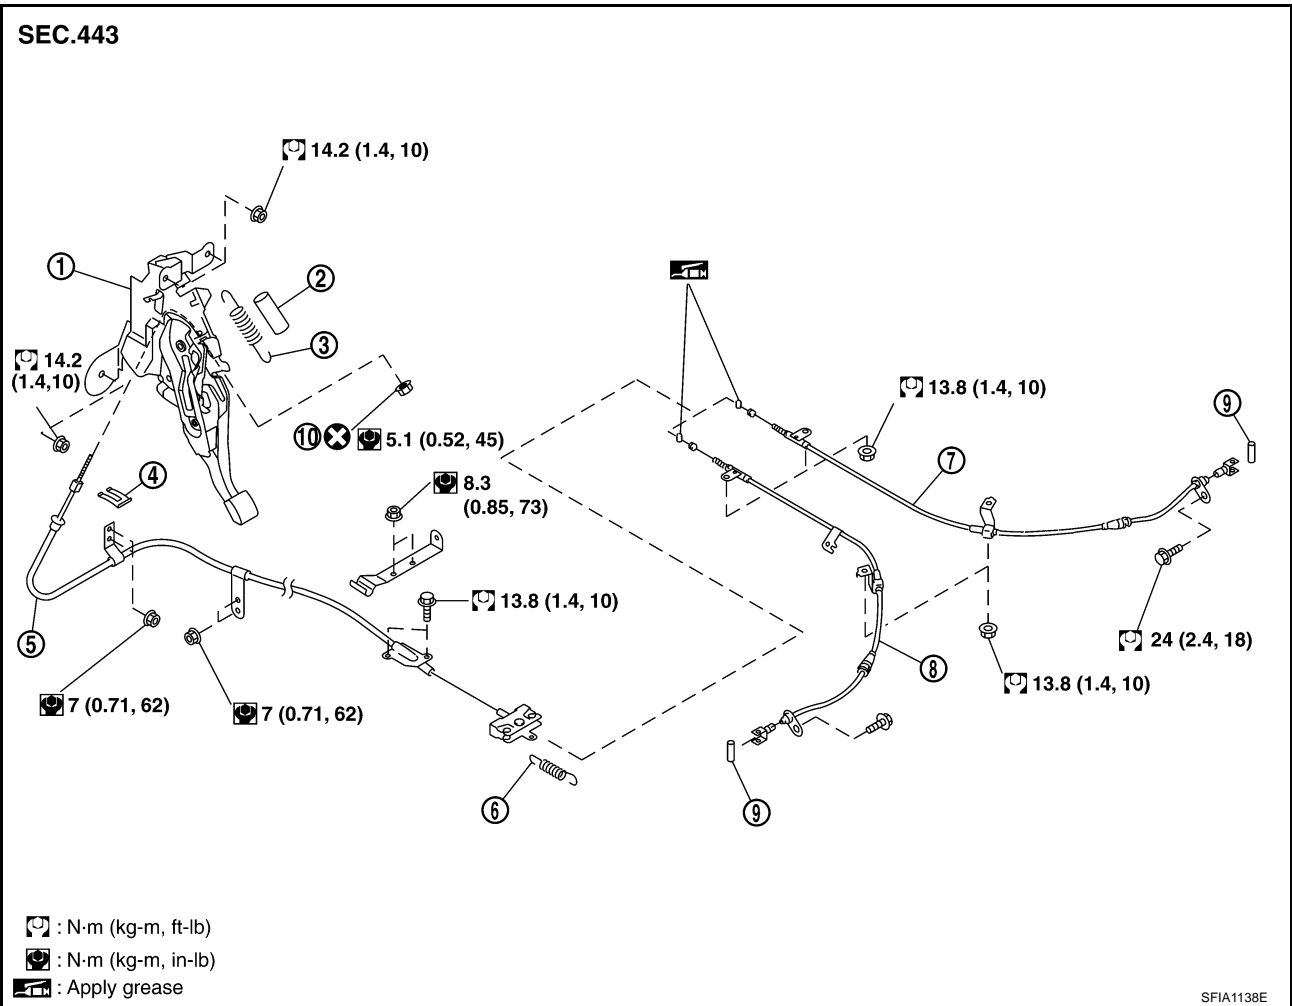 SEC.443
14.2 (1.4, 10)
1
2
3
14.2
(1.4,10)
10
5.1 (0.52, 45)
13.8 (1.4, 10)
9
4
8.3
(0.85, 73)
7
5
13.8 (1.4, 10)
24 (2.4, 18)
8
13.8 (1.4, 10)
7 (0.71, 62)
7 (0.71, 62)
6
9
: N·m (kg-m, ft-lb)
: N·m (kg-m, in-lb)
: Apply grease
SFIA1138E